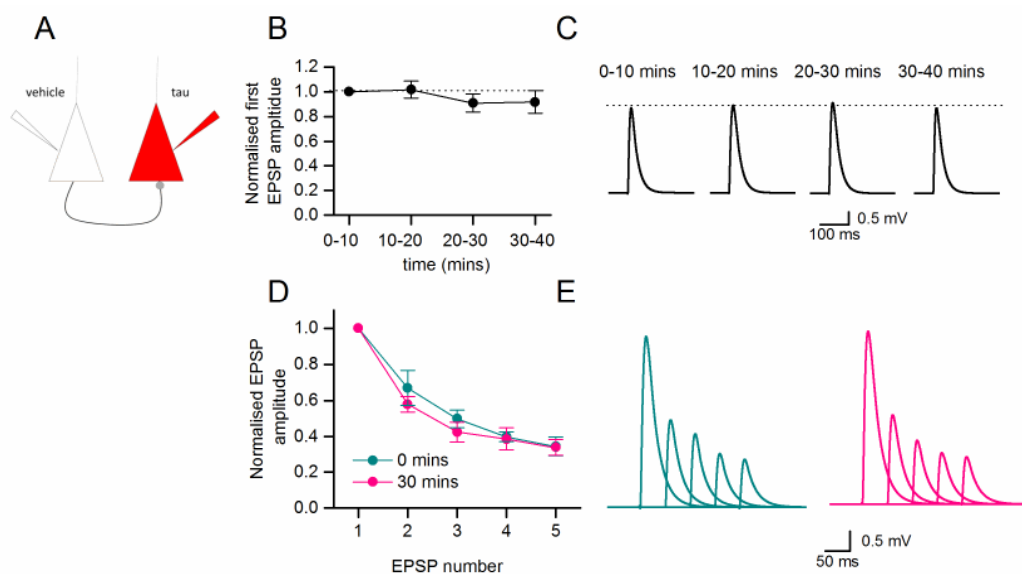 A
vehicle
tau
B
Normalised first
EPSP ampltidue
1.2
1.0
0.8
0.6
0.4
0.2
0.0
0-10 10-20 20-30 30-40
time (mins)
C
0-10 mins 10-20 mins 20-30 mins 30-40 mins
0.5 mV
100 ms
D
Normalised EPSP
amplitude
1.0
0.8
0.6
0.4
0.2
0.0
0 mins
30 mins
1 2 3 4 5
EPSP number
E
0.5 mV
50 ms